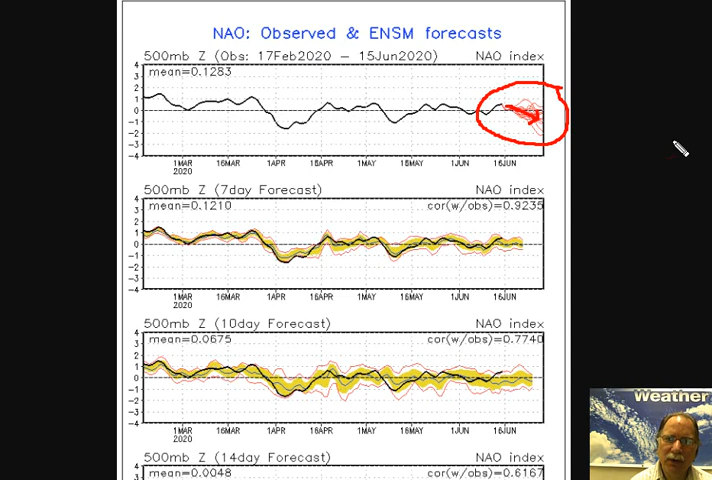 NAO: Observed & ENSM forecasts
500mb Z (Obs: 17Feb2020 – 15Jun2020) NAO index
mean=0.1283
4
3
2
1
0
-1
-2
-3
-4
1MAR 16MAR 1APR 16APR 1MAY 16MAY 1JUN 16JUN
2020
500mb Z (7day Forecast) NAO index
mean=0.1210 cor(w/obs)=0.9235
4
3
2
1
0
-1
-2
-3
-4
1MAR 16MAR 1APR 16APR 1MAY 16MAY 1JUN 16JUN
2020
500mb Z (10day Forecast) NAO index
mean=0.0675 cor(w/obs)=0.7740
4
3
2
1
0
-1
-2
-3
-4
1MAR 16MAR 1APR 16APR 1MAY 16MAY 1JUN 16JUN
2020
Weather
500mb Z (14day Forecast) NAO index
mean=0.0048 cor(w/obs)=0.6167
4
3